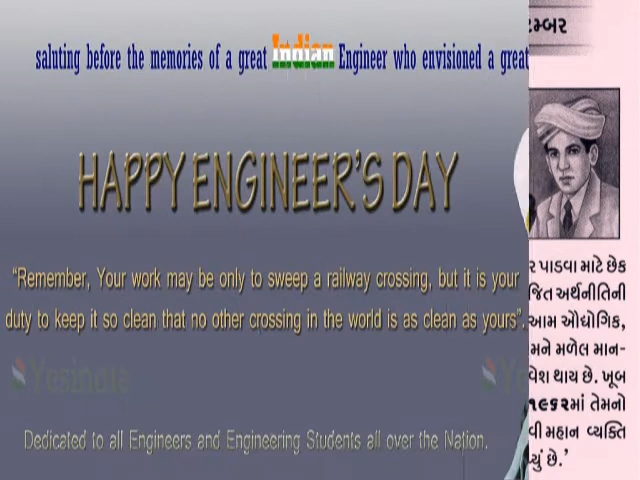 saluting before the memories of a great Indian Engineer who envisioned a great
HAPPY ENGINEER'S DAY
“Remember, Your work may be only to sweep a railway crossing, but it is your
duty to keep it so clean that no other crossing in the world is as clean as yours”.
Yesindia
Dedicated to all Engineers and Engineering Students all over the Nation.
ટમ્બર
ર પાડવા માટે છેક
જિત અર્થનીતિની
આમ ઔદ્યોગિક,
મને મળેલ માન-
વેશ થાય છે. ખૂબ
૧૯૬૨માં તેમનો
વી મહાન વ્યક્તિ
ચું છે.’